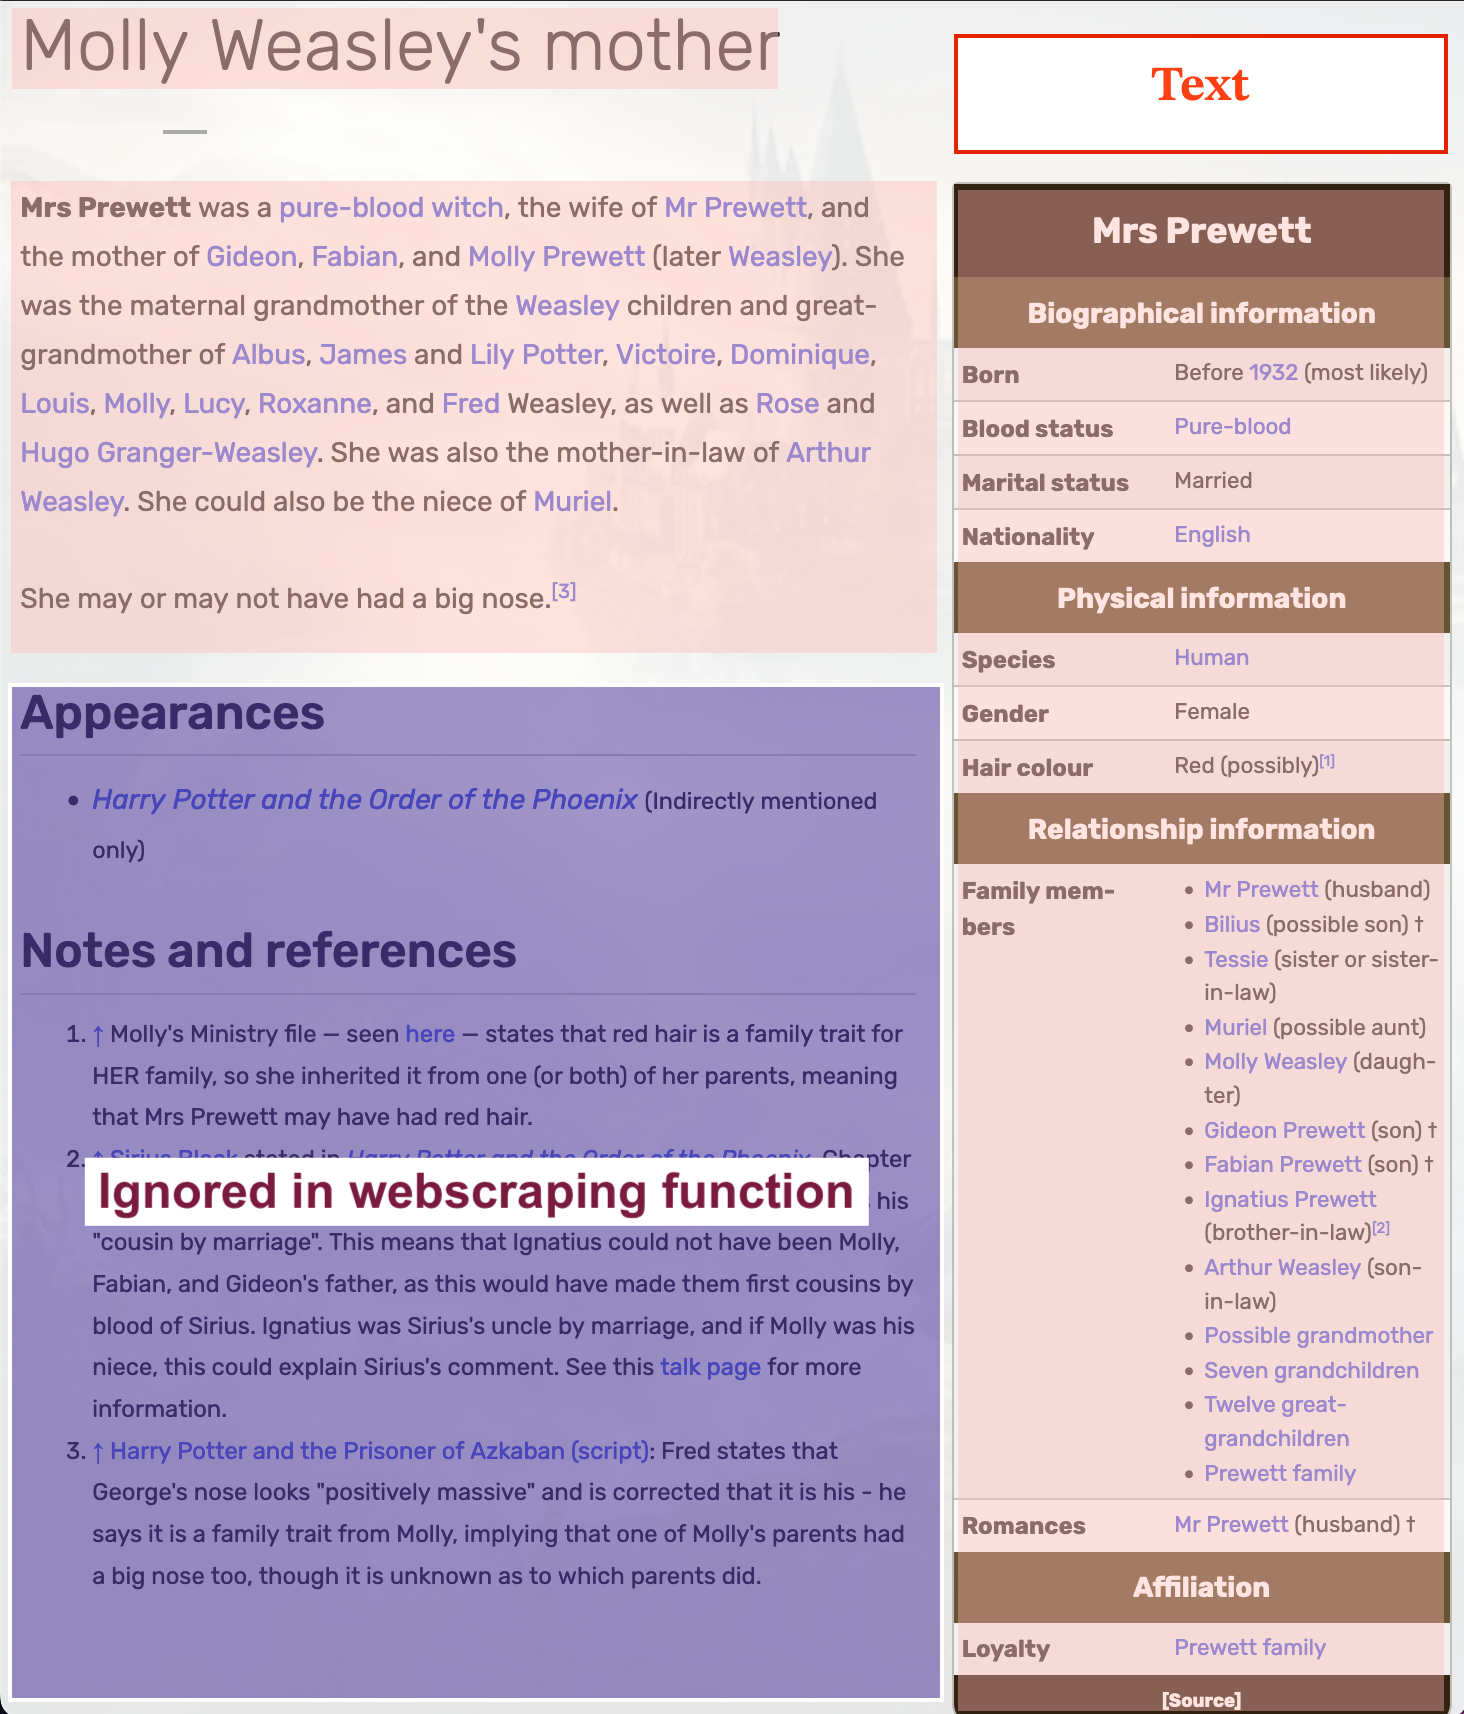 Molly Weasley's mother
Mrs Prewett was a pure-blood witch, the wife of Mr Prewett, and
the mother of Gideon, Fabian, and Molly Prewett (later Weasley). She
was the maternal grandmother of the Weasley children and great-
grandmother of Albus, James and Lily Potter, Victoire, Dominique,
Louis, Molly, Lucy, Roxanne, and Fred Weasley, as well as Rose and
Hugo Granger-Weasley. She was also the mother-in-law of Arthur
Weasley. She could also be the niece of Muriel.
She may or may not have had a big nose.[3]
Appearances
• Harry Potter and the Order of the Phoenix (Indirectly mentioned
only)
Notes and references
1. ↑ Molly's Ministry file — seen here — states that red hair is a family trait for
HER family, so she inherited it from one (or both) of her parents, meaning
that Mrs Prewett may have had red hair.
2. ↑ Sirius Black stated in Harry Potter and the Order of the Phoenix, Chapter
Ignored in webscraping function
his
"cousin by marriage". This means that Ignatius could not have been Molly,
Fabian, and Gideon's father, as this would have made them first cousins by
blood of Sirius. Ignatius was Sirius's uncle by marriage, and if Molly was his
niece, this could explain Sirius's comment. See this talk page for more
information.
3. ↑ Harry Potter and the Prisoner of Azkaban (script): Fred states that
George's nose looks "positively massive" and is corrected that it is his - he
says it is a family trait from Molly, implying that one of Molly's parents had
a big nose too, though it is unknown as to which parents did.
Text
Mrs Prewett
Biographical information
Born Before 1932 (most likely)
Blood status Pure-blood
Marital status Married
Nationality English
Physical information
Species Human
Gender Female
Hair colour Red (possibly)[1]
Relationship information
Family mem- • Mr Prewett (husband)
bers • Bilius (possible son) †
• Tessie (sister or sister-
in-law)
• Muriel (possible aunt)
• Molly Weasley (daugh-
ter)
• Gideon Prewett (son) †
• Fabian Prewett (son) †
• Ignatius Prewett
(brother-in-law)[2]
• Arthur Weasley (son-
in-law)
• Possible grandmother
• Seven grandchildren
• Twelve great-
grandchildren
• Prewett family
Romances Mr Prewett (husband) †
Affiliation
Loyalty Prewett family
[Source]